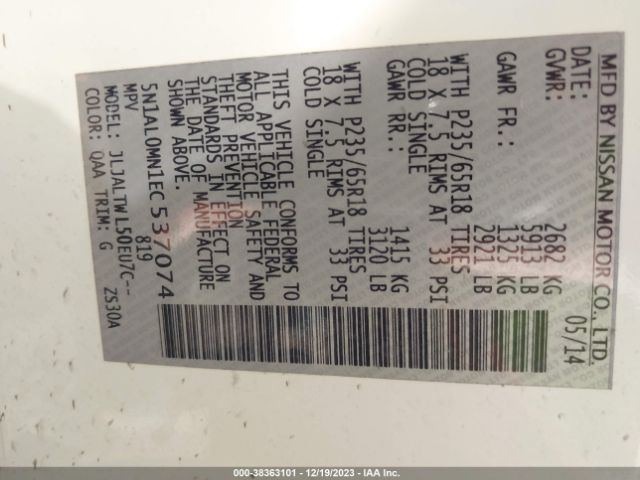 MFD BY NISSAN MOTOR CO., LTD.
DATE: 05/14
GVWR: 2682 KG
5913 LB
GAWR FR.: 1325 KG
2921 LB
WITH P235/65R18 TIRES
18 X 7.5 RIMS AT 33 PSI
COLD SINGLE
GAWR RR.: 1415 KG
3120 LB
WITH P235/65R18 TIRES
18 X 7.5 RIMS AT 33 PSI
COLD SINGLE
THIS VEHICLE CONFORMS TO
ALL APPLICABLE FEDERAL
MOTOR VEHICLE SAFETY AND
THEFT PREVENTION
STANDARDS IN EFFECT ON
THE DATE OF MANUFACTURE
SHOWN ABOVE.
5N1AL0MN1EC537074
MPV 819
MODEL: JLJALTWL50EU7C--
COLOR: QAA TRIM: G ZS30A
000-38363101 - 12/19/2023 - IAA Inc.